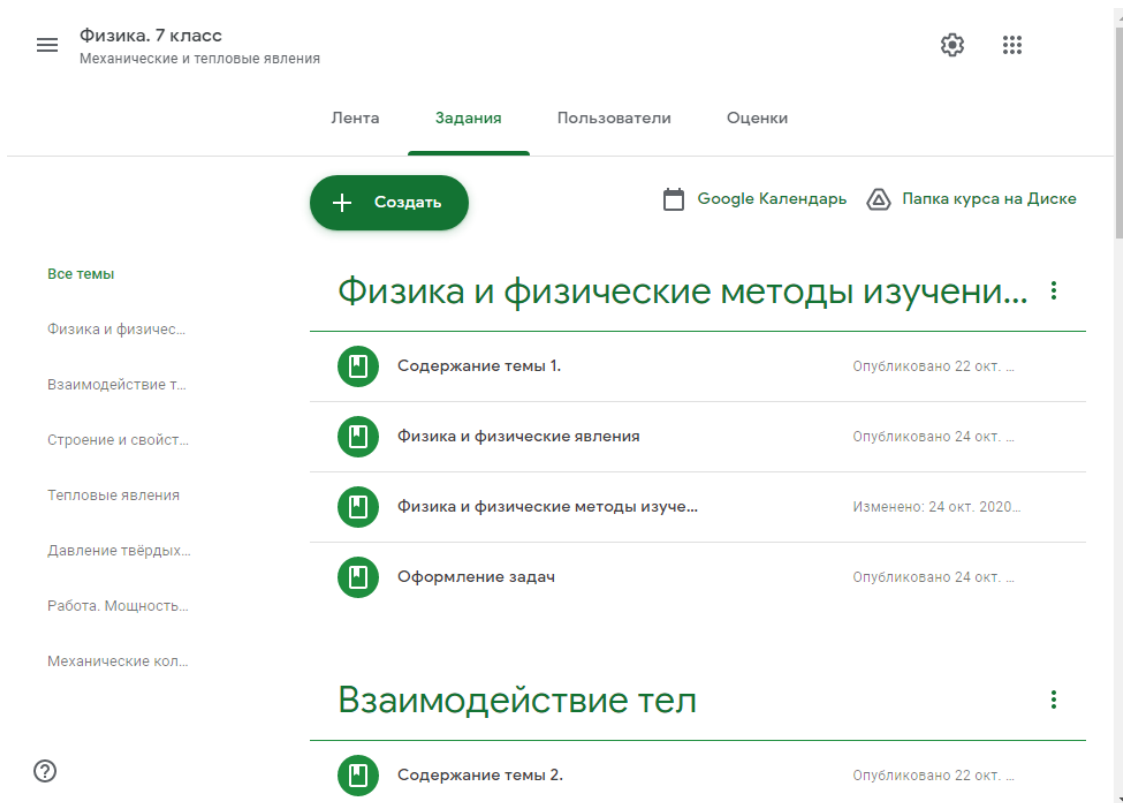 Физика. 7 класс
Механические и тепловые явления
Лента Задания Пользователи Оценки
Создать
Google Календарь
Папка курса на Диске
Все темы
Физика и физичес...
Взаимодействие т...
Строение и свойст...
Тепловые явления
Давление твёрдых...
Работа. Мощность...
Механические кол...
Физика и физические методы изучени...
Содержание темы 1. Опубликовано 22 окт. ...
Физика и физические явления Опубликовано 24 окт. ...
Физика и физические методы изуче... Изменено: 24 окт. 2020...
Оформление задач Опубликовано 24 окт. ...
Взаимодействие тел
Содержание темы 2. Опубликовано 22 окт. ...